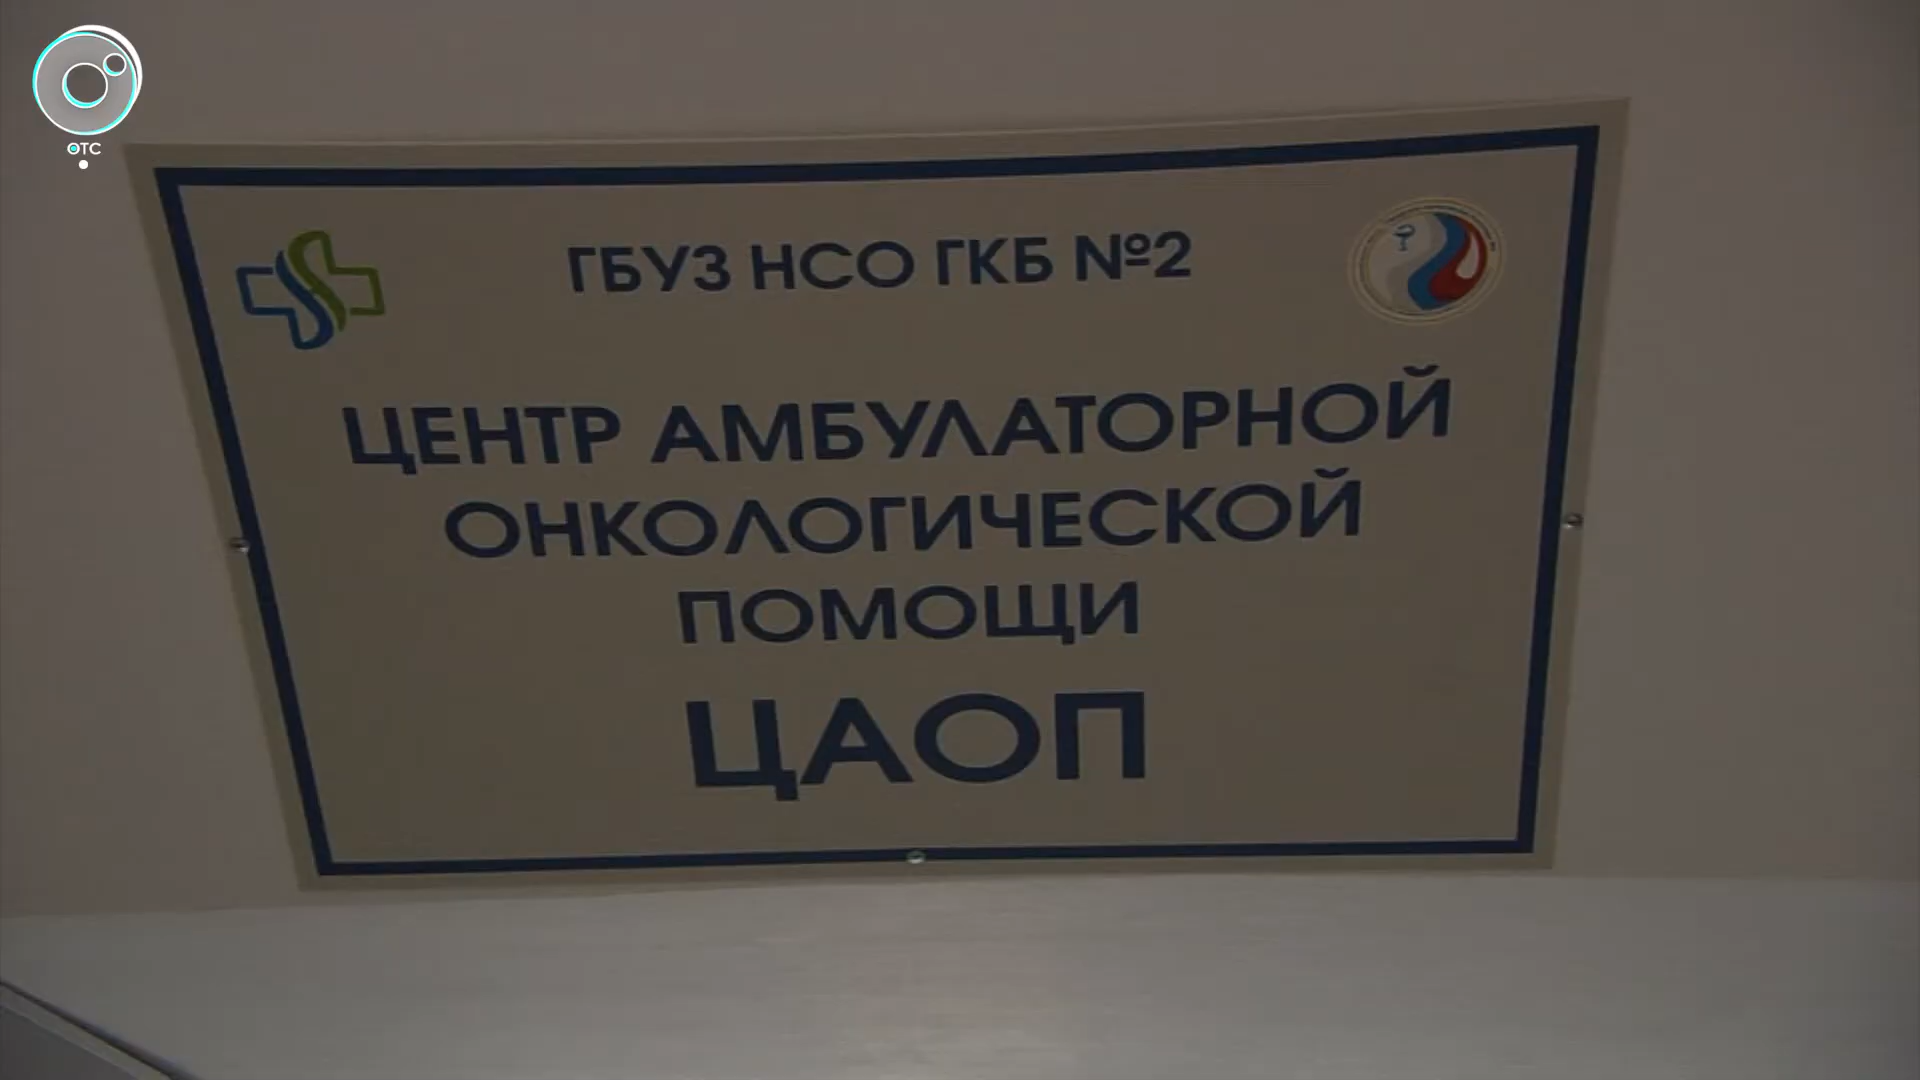 ОТС
ГБУЗ НСО ГКБ №2
ЦЕНТР АМБУЛАТОРНОЙ
ОНКОЛОГИЧЕСКОЙ
ПОМОЩИ
ЦАОП